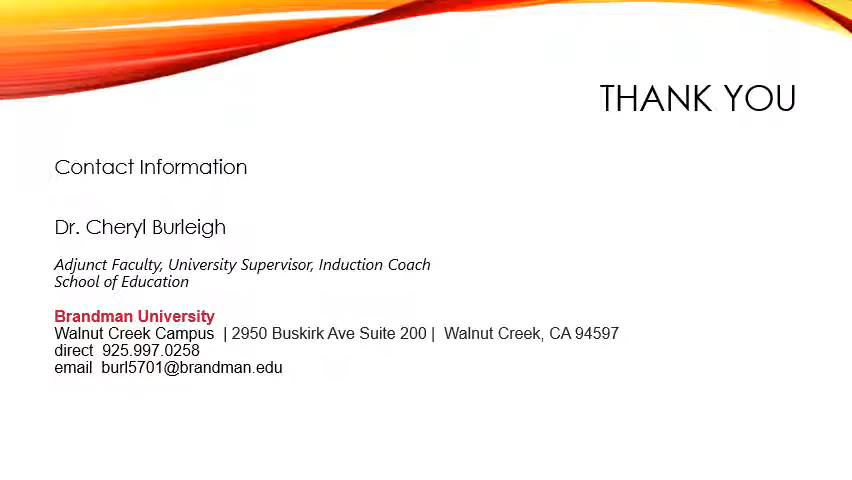 THANK YOU
Contact Information
Dr. Cheryl Burleigh
Adjunct Faculty, University Supervisor, Induction Coach
School of Education
Brandman University
Walnut Creek Campus | 2950 Buskirk Ave Suite 200 | Walnut Creek, CA 94597
direct 925.997.0258
email burl5701@brandman.edu